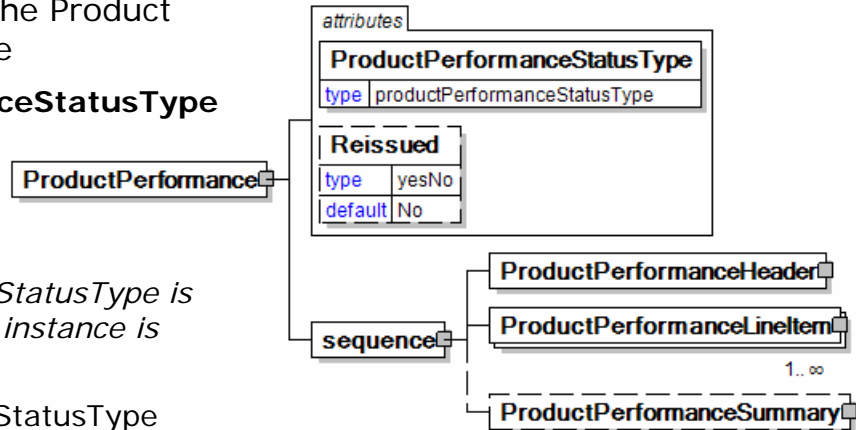 he Product
e
nceStatusType
StatusType is
instance is
StatusType
attributes
ProductPerformanceStatusType
type productPerformanceStatusType
Reissued
type yesNo
default No
ProductPerformance
sequence
ProductPerformanceHeader
ProductPerformanceLineItem
1.. ∞
ProductPerformanceSummary